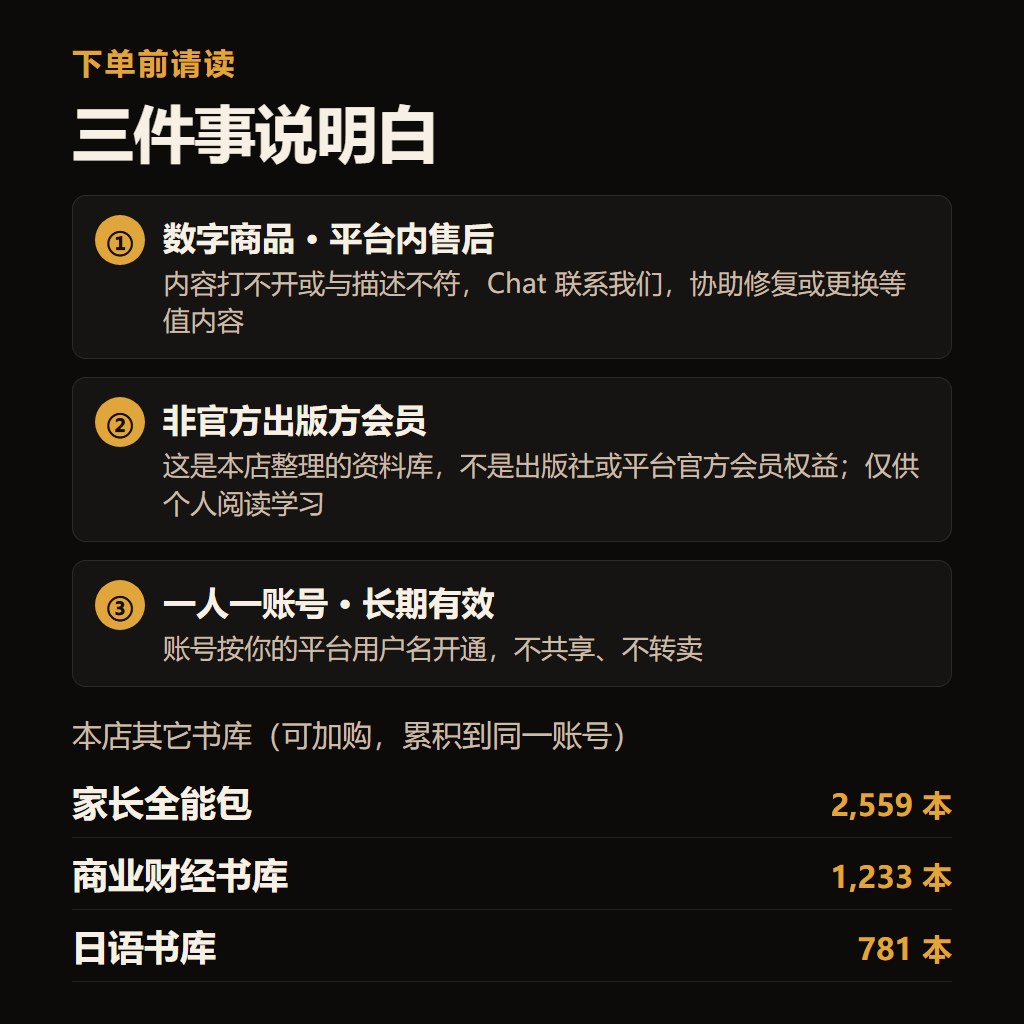 下单前请读
三件事说明白
① 数字商品·平台内售后
内容打不开或与描述不符，Chat 联系我们，协助修复或更换等
值内容
② 非官方出版方会员
这是本店整理的资料库，不是出版社或平台官方会员权益；仅供
个人阅读学习
③ 一人一账号·长期有效
账号按你的平台用户名开通，不共享、不转卖
本店其它书库（可加购，累积到同一账号）
家长全能包 2,559 本
商业财经书库 1,233 本
日语书库 781 本